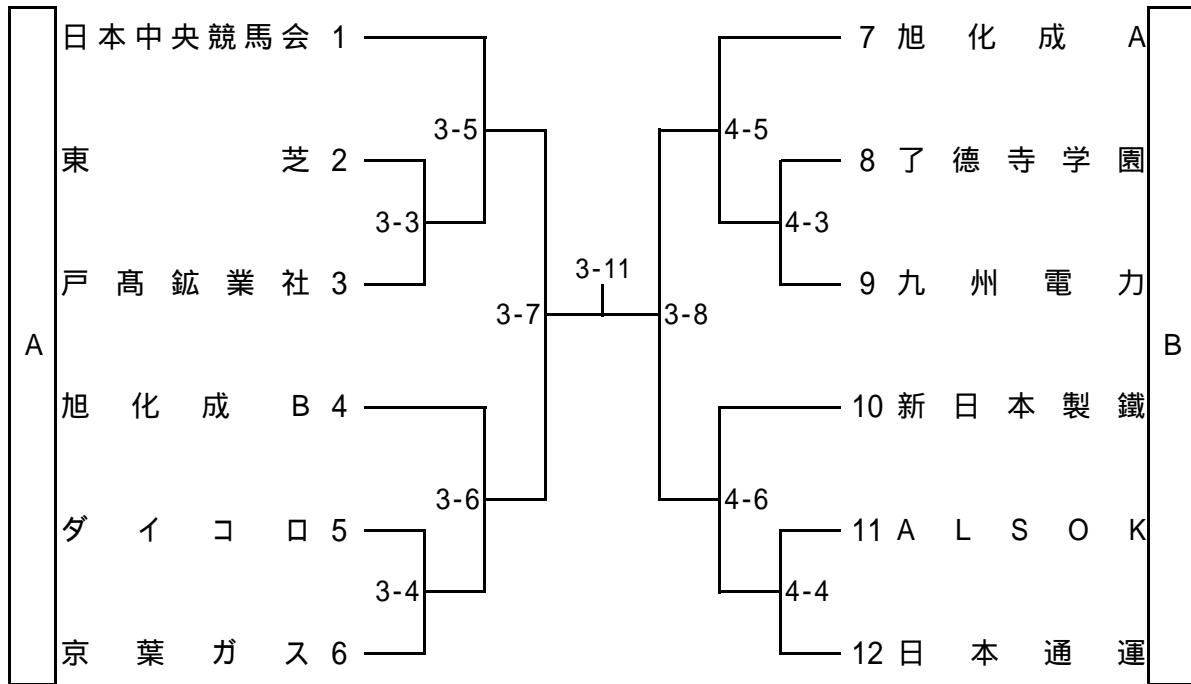 日本中央競馬会 1
7 旭化成A
3-5
4-5
東芝 2
8 了德寺学園
3-3
4-3
戸髙鉱業社 3
3-11
9 九州電力
3-7
3-8
A
B
旭化成B 4
10 新日本製鐵
3-6
4-6
ダイコロ 5
11 ALSOK
3-4
4-4
京葉ガス 6
12 日本通運